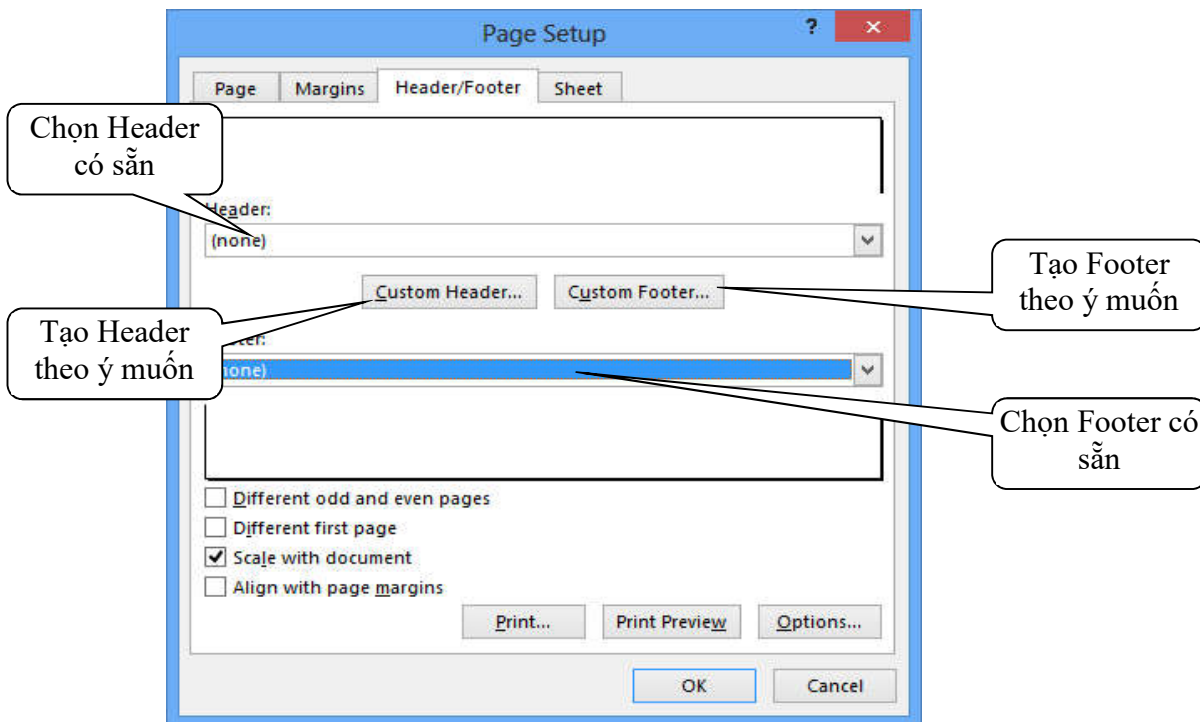 Page Setup
?
Page
Margins
Header/Footer
Sheet
Chọn Header
có sẵn
Header:
(none)
Custom Header...
Custom Footer...
Tạo Footer
theo ý muốn
Tạo Header
theo ý muốn
none)
Chọn Footer có
sẵn
Different odd and even pages
Different first page
Scale with document
Align with page margins
Print...
Print Preview
Options...
OK
Cancel